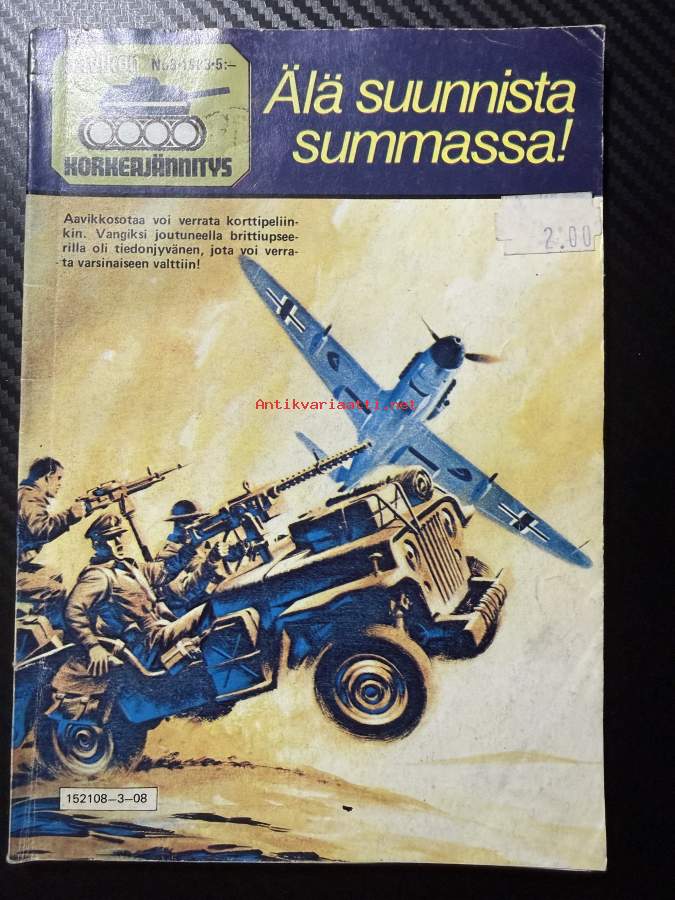 Älä suunnista
summassa!
KORKEAJÄNNITYS
Aavikkosotaa voi verrata korttipeliin-
kin. Vangiksi joutuneella brittiupsee-
rilla oli tiedonjyvänen, jota voi verra-
ta varsinaiseen valttiin!
2.00
Antikvariaatti.net
152108-3-08